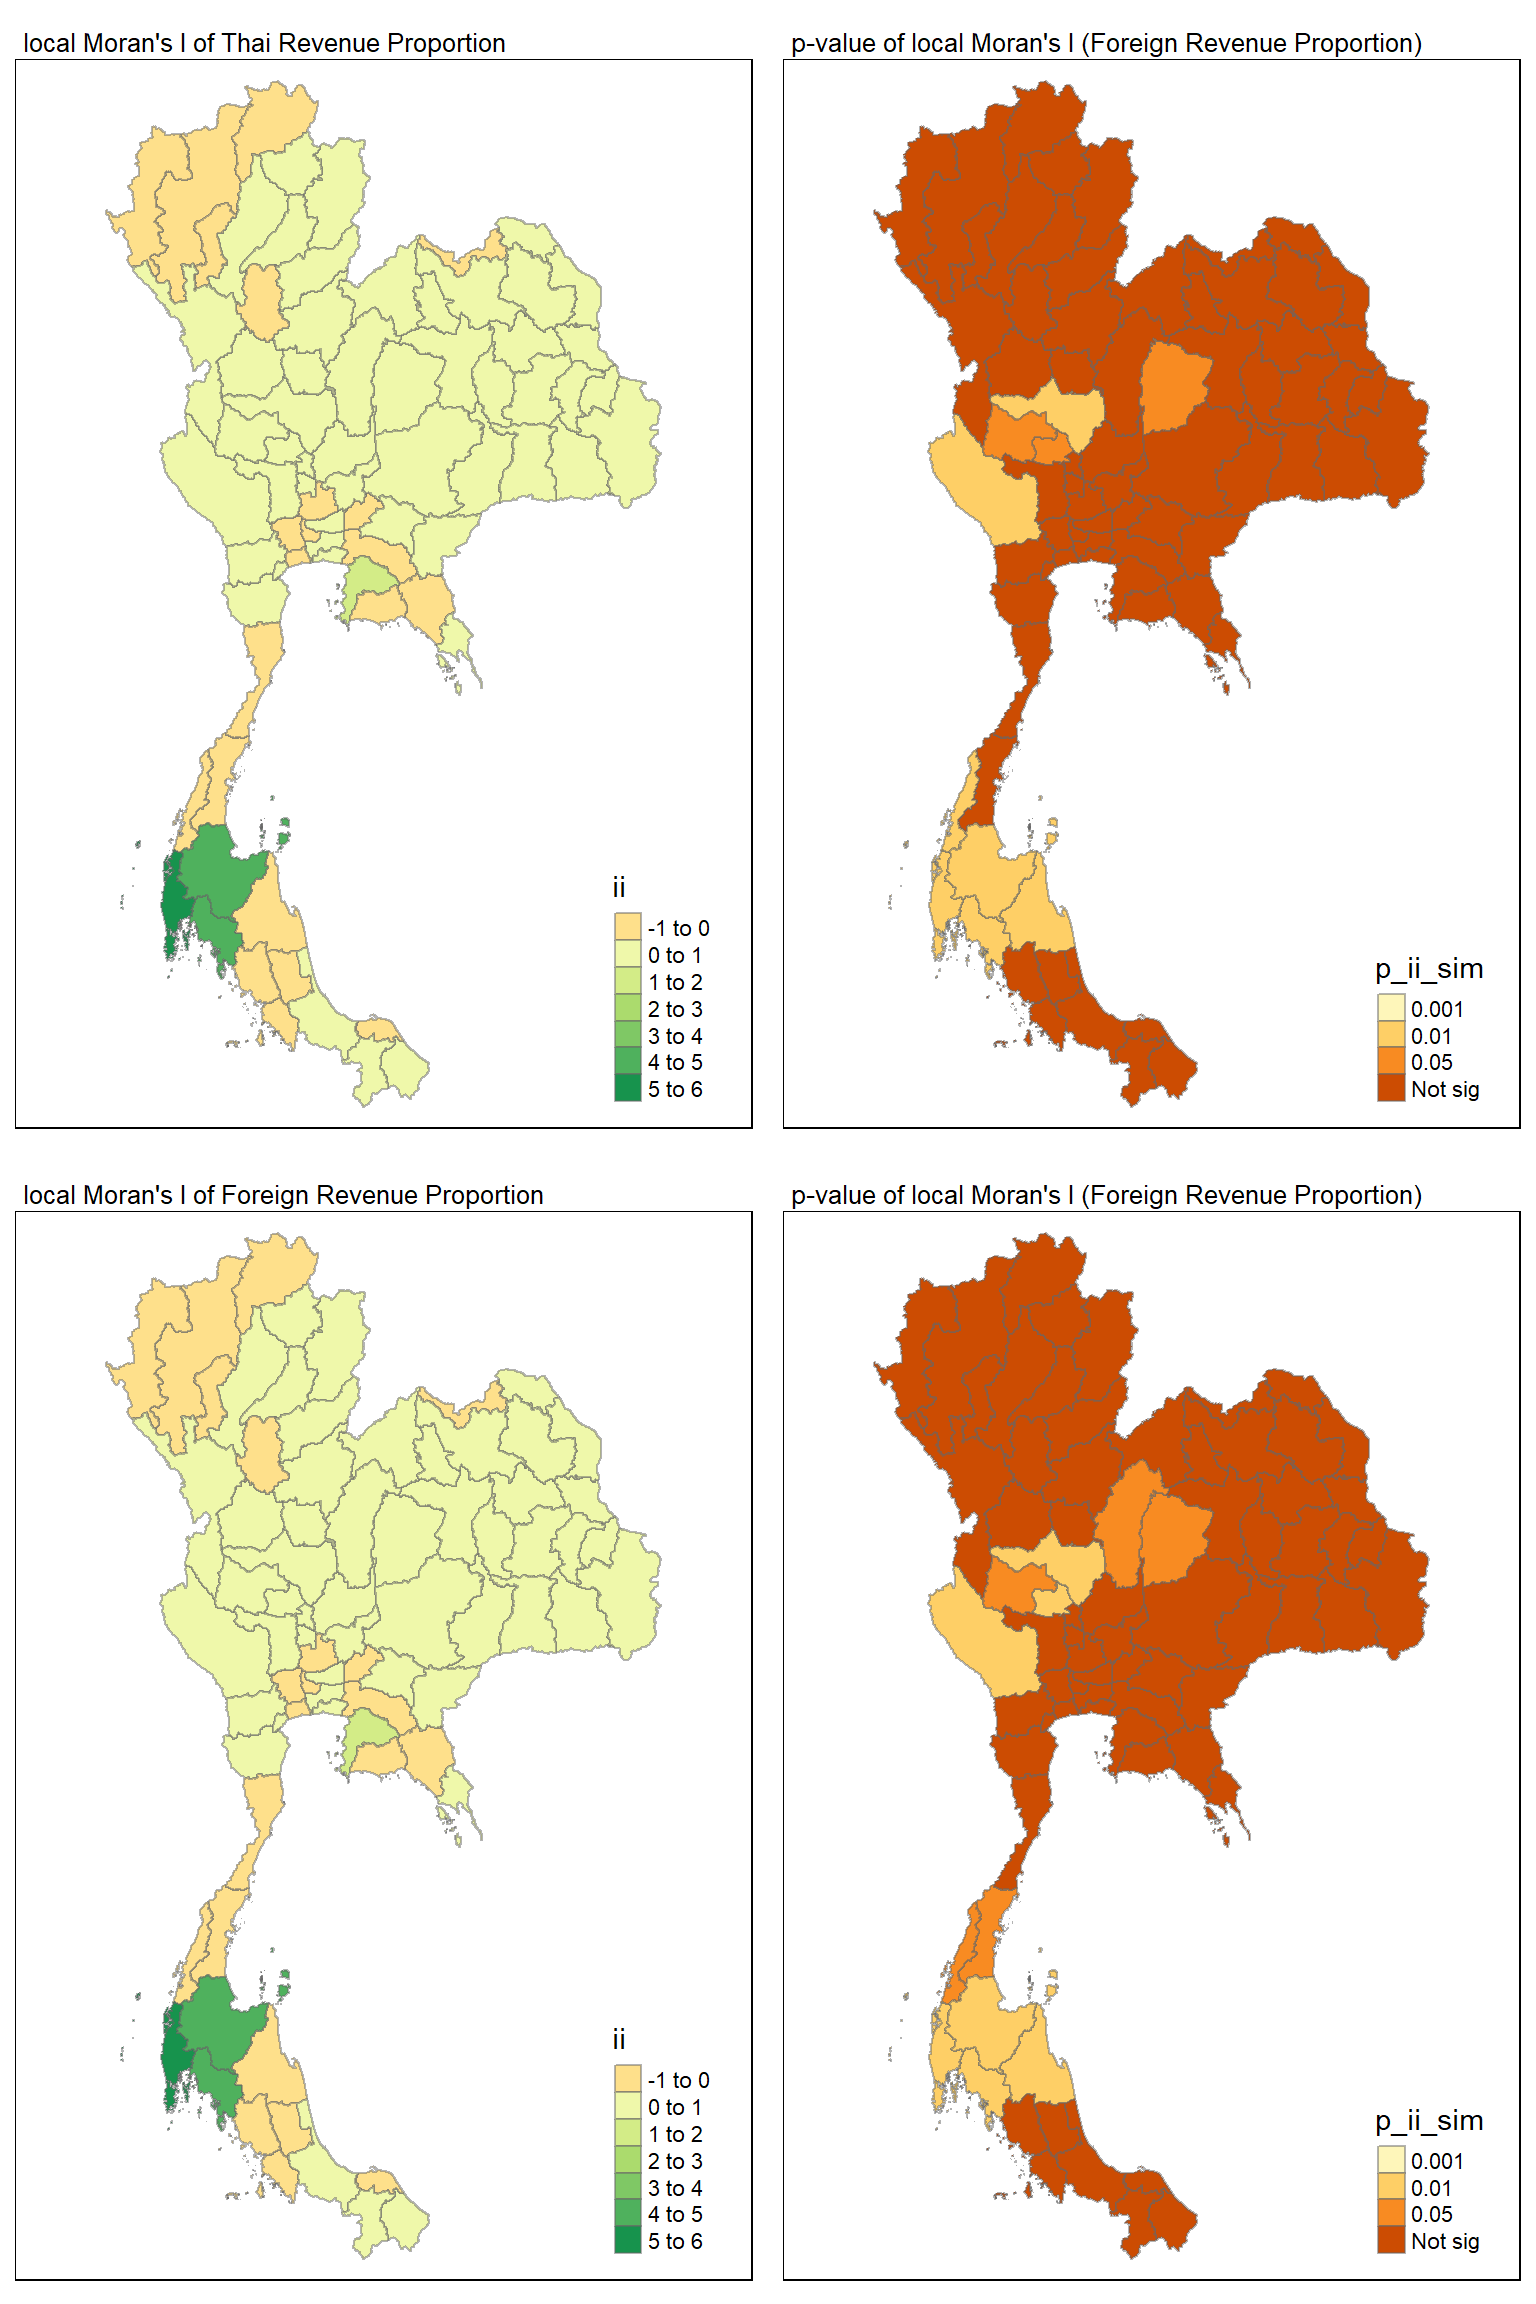 local Moran's I of Thai Revenue Proportion
p-value of local Moran's I (Foreign Revenue Proportion)
ii
-1 to 0
0 to 1
1 to 2
2 to 3
3 to 4
4 to 5
5 to 6
p_ii_sim
0.001
0.01
0.05
Not sig
local Moran's I of Foreign Revenue Proportion
p-value of local Moran's I (Foreign Revenue Proportion)
ii
-1 to 0
0 to 1
1 to 2
2 to 3
3 to 4
4 to 5
5 to 6
p_ii_sim
0.001
0.01
0.05
Not sig